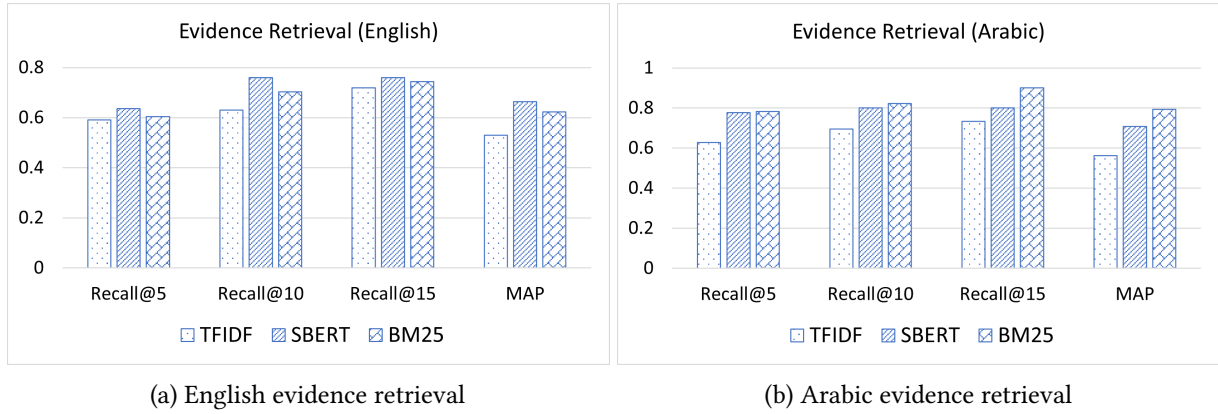 Evidence Retrieval (English)
0.8
0.6
0.4
0.2
0
Recall@5 Recall@10 Recall@15 MAP
TFIDF SBERT BM25
(a) English evidence retrieval
Evidence Retrieval (Arabic)
1
0.8
0.6
0.4
0.2
0
Recall@5 Recall@10 Recall@15 MAP
TFIDF SBERT BM25
(b) Arabic evidence retrieval